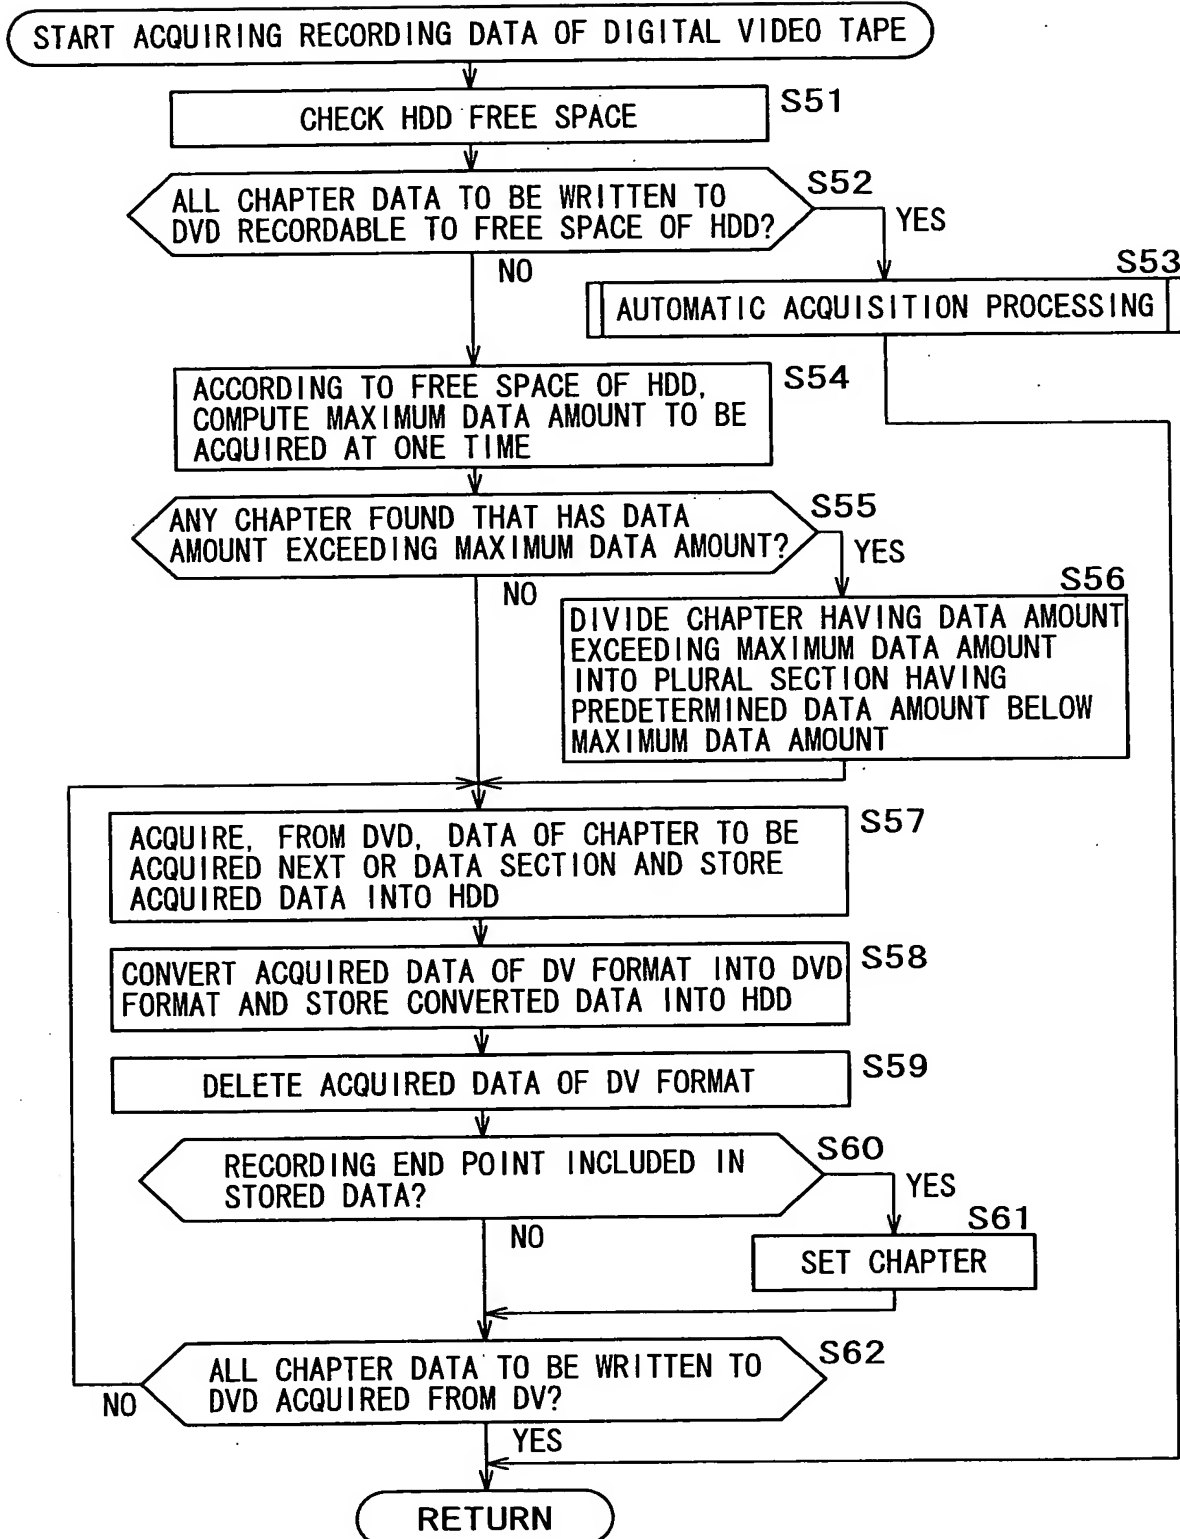 START ACQUIRING RECORDING DATA OF DIGITAL VIDEO TAPE
S51
CHECK HDD FREE SPACE
S52
ALL CHAPTER DATA TO BE WRITTEN TO
DVD RECORDABLE TO FREE SPACE OF HDD?
YES
NO
S53
AUTOMATIC ACQUISITION PROCESSING
S54
ACCORDING TO FREE SPACE OF HDD,
COMPUTE MAXIMUM DATA AMOUNT TO BE
ACQUIRED AT ONE TIME
S55
ANY CHAPTER FOUND THAT HAS DATA
AMOUNT EXCEEDING MAXIMUM DATA AMOUNT?
YES
NO
S56
DIVIDE CHAPTER HAVING DATA AMOUNT
EXCEEDING MAXIMUM DATA AMOUNT
INTO PLURAL SECTION HAVING
PREDETERMINED DATA AMOUNT BELOW
MAXIMUM DATA AMOUNT
S57
ACQUIRE, FROM DVD, DATA OF CHAPTER TO BE
ACQUIRED NEXT OR DATA SECTION AND STORE
ACQUIRED DATA INTO HDD
S58
CONVERT ACQUIRED DATA OF DV FORMAT INTO DVD
FORMAT AND STORE CONVERTED DATA INTO HDD
S59
DELETE ACQUIRED DATA OF DV FORMAT
S60
RECORDING END POINT INCLUDED IN
STORED DATA?
YES
NO
S61
SET CHAPTER
S62
ALL CHAPTER DATA TO BE WRITTEN TO
DVD ACQUIRED FROM DV?
NO
YES
RETURN